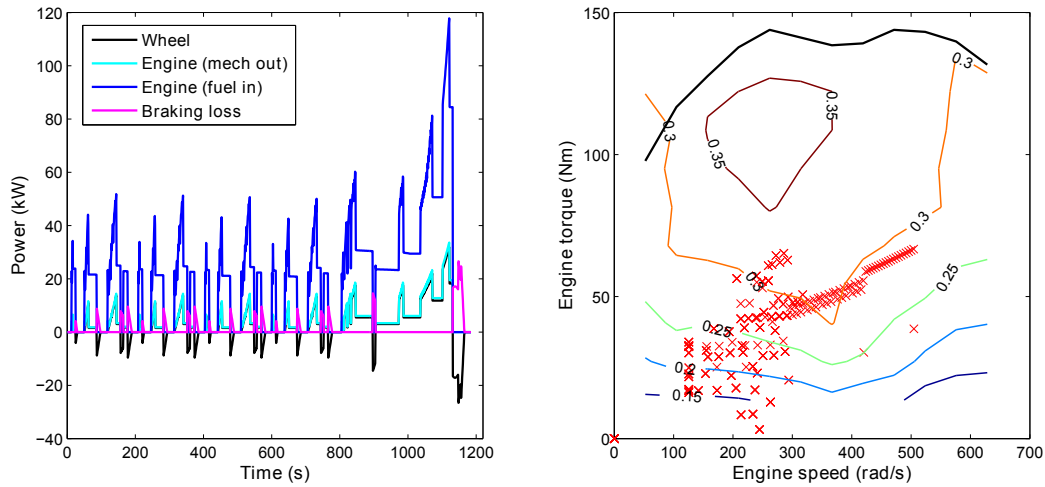 120
100
80
60
40
20
0
−20
−40
Power (kW)
Wheel
Engine (mech out)
Engine (fuel in)
Braking loss
0 200 400 600 800 1000 1200
Time (s)
150
100
50
0
Engine torque (Nm)
0.3
0.3
0.35
0.35
0.3
0.3
0.25
0.25
0.2
0.15
0 100 200 300 400 500 600 700
Engine speed (rad/s)